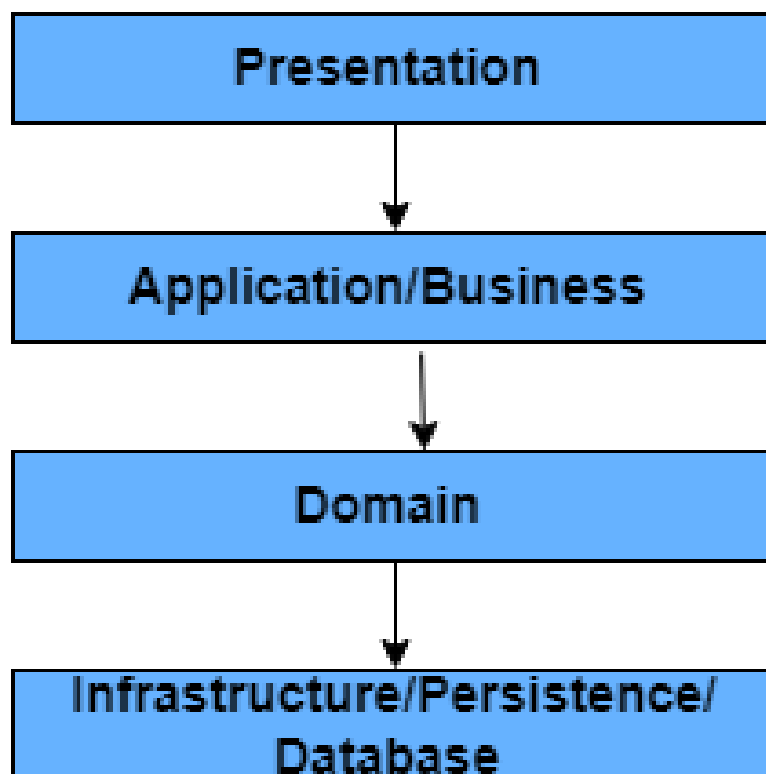 Presentation
Application/Business
Domain
Infrastructure/Persistence/
Database